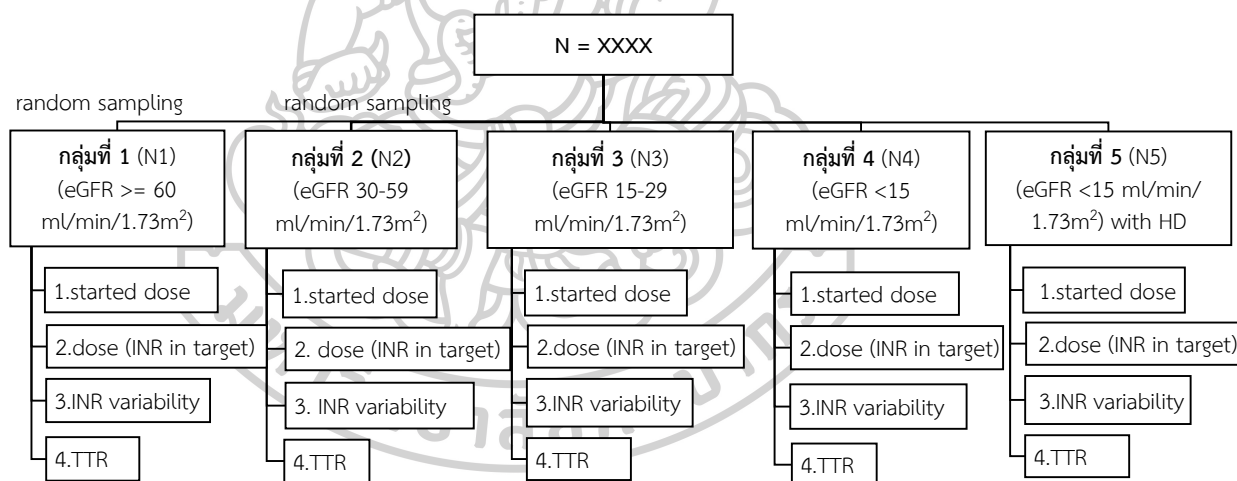 N = XXXX
random sampling
random sampling
กลุ่มที่ 1 (N1)
(eGFR >= 60
ml/min/1.73m²)
1.started dose
2.dose (INR in target)
3.INR variability
4.TTR
กลุ่มที่ 2 (N2)
(eGFR 30-59
ml/min/1.73m²)
1.started dose
2. dose (INR in target)
3. INR variability
4.TTR
กลุ่มที่ 3 (N3)
(eGFR 15-29
ml/min/1.73m²)
1.started dose
2.dose (INR in target)
3.INR variability
4.TTR
กลุ่มที่ 4 (N4)
(eGFR <15
ml/min/1.73m²)
1.started dose
2.dose (INR in target)
3.INR variability
4.TTR
กลุ่มที่ 5 (N5)
(eGFR <15 ml/min/
1.73m²) with HD
1.started dose
2.dose (INR in target)
3.INR variability
4.TTR